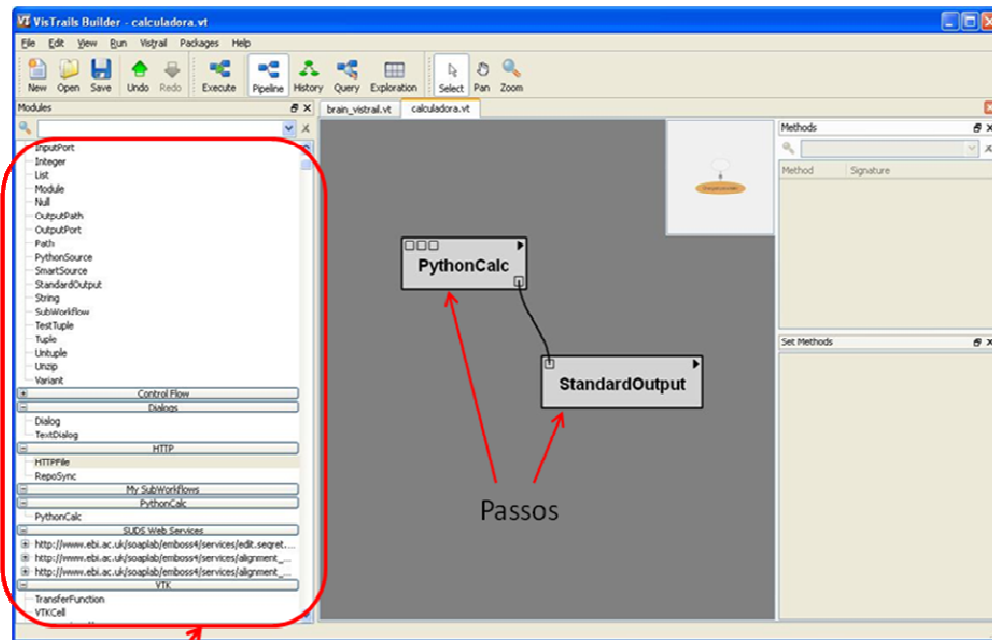 VisTrails Builder - calculadora.vt
File Edit View Run Vistrail Packages Help
New Open Save Undo Redo Execute Pipeline History Query Exploration Select Pan Zoom
Modules
brain_vistrail.vt calculadora.vt
InputPort
Integer
List
Module
Null
OutputPath
OutputPort
Path
PythonSource
SmartSource
StandardOutput
String
SubWorkflow
TestTuple
Tuple
Untuple
Unzip
Variant
Control Flow
Dialogs
Dialog
TextDialog
HTTP
HTTPFile
RepoSync
My SubWorkflows
PythonCalc
PythonCalc
SUDS Web Services
http://www.ebi.ac.uk/soaplab/emboss4/services/edit.seqret....
http://www.ebi.ac.uk/soaplab/emboss4/services/alignment_...
http://www.ebi.ac.uk/soaplab/emboss4/services/alignment_...
VTK
TransferFunction
VTKCell
PythonCalc
StandardOutput
Passos
Methods
Method Signature
Set Methods